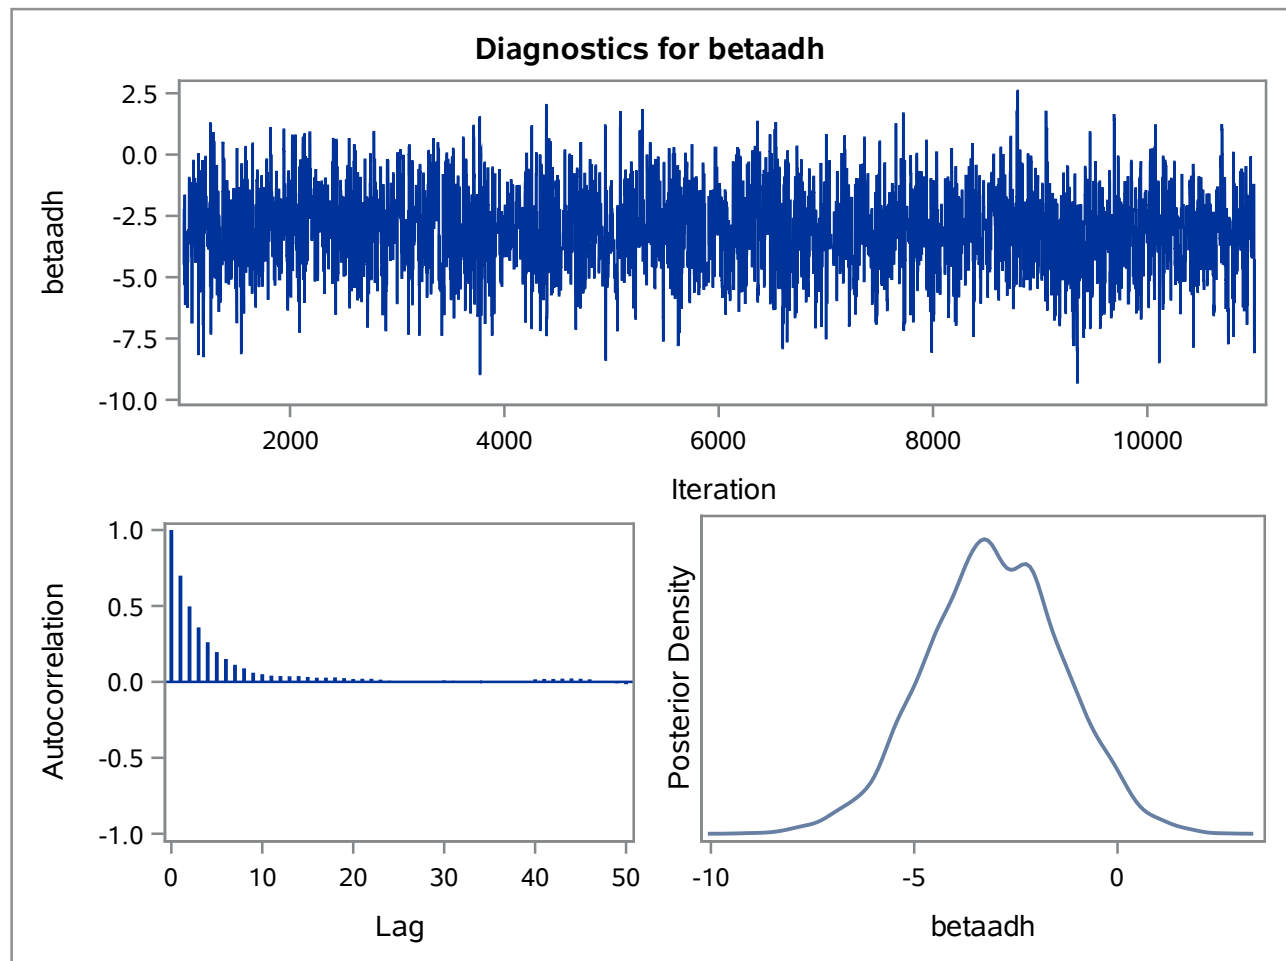 Diagnostics for betaadh
betaadh
2.5
0.0
-2.5
-5.0
-7.5
-10.0
2000 4000 6000 8000 10000
Iteration
Autocorrelation
1.0
0.5
0.0
-0.5
-1.0
0 10 20 30 40 50
Lag
Posterior Density
-10 -5 0
betaadh